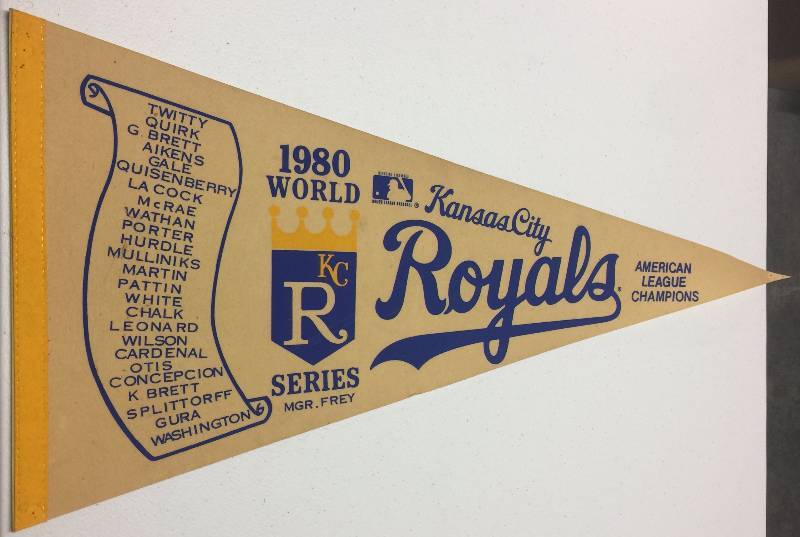 TWITTY
QUIRK
G. BRETT
AIKENS
GALE
QUISENBERRY
LA COCK
McRAE
WATHAN
PORTER
HURDLE
MULLINIKS
MARTIN
PATTIN
WHITE
CHALK
LEONARD
WILSON
CARDENAL
OTIS
CONCEPCION
K. BRETT
SPLITTORFF
GURA
WASHINGTON
1980
WORLD
KC
R
SERIES
MGR. FREY
Kansas City
Royals
AMERICAN
LEAGUE
CHAMPIONS